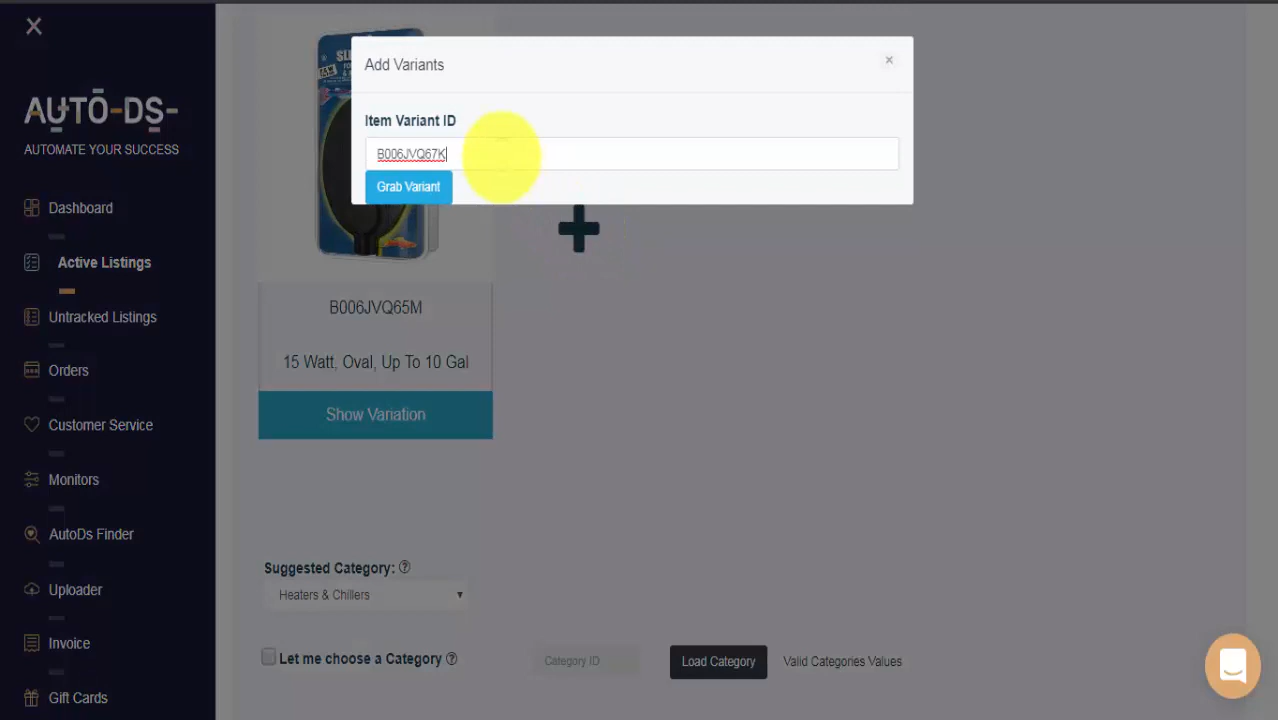 AUTO-DS-
AUTOMATE YOUR SUCCESS
Dashboard
Active Listings
Untracked Listings
Orders
Customer Service
Monitors
AutoDs Finder
Uploader
Invoice
Gift Cards
Add Variants
×
Item Variant ID
B006JVQ67K
Grab Variant
B006JVQ65M
15 Watt, Oval, Up To 10 Gal
Show Variation
Suggested Category: ?
Heaters & Chillers
Let me choose a Category ?
Category ID
Load Category
Valid Categories Values